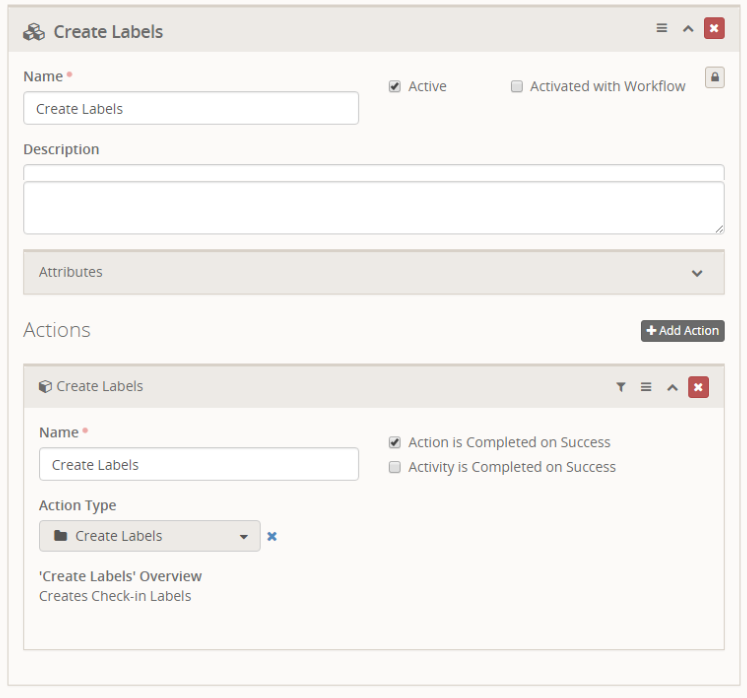 Create Labels
Name *
Active
Activated with Workflow
Create Labels
Description
Attributes
Actions
Add Action
Create Labels
Name *
Action is Completed on Success
Create Labels
Activity is Completed on Success
Action Type
Create Labels
'Create Labels' Overview
Creates Check-in Labels